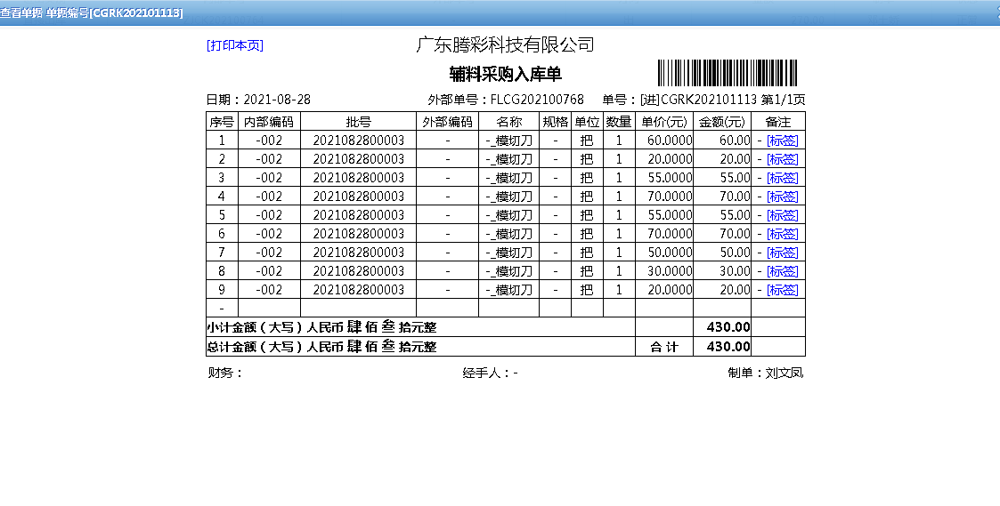 查看单据 单据编号[CGRK202101113]
[打印本页] 广东腾彩科技有限公司
辅料采购入库单
日期：2021-08-28 外部单号：FLCG202100768 单号：[进]CGRK202101113 第1/1页
序号 内部编码 批号 外部编码 名称 规格 单位 数量 单价(元) 金额(元) 备注
1 -002 2021082800003 - -_模切刀 - 把 1 60.0000 60.00 - [标签]
2 -002 2021082800003 - -_模切刀 - 把 1 20.0000 20.00 - [标签]
3 -002 2021082800003 - -_模切刀 - 把 1 55.0000 55.00 - [标签]
4 -002 2021082800003 - -_模切刀 - 把 1 70.0000 70.00 - [标签]
5 -002 2021082800003 - -_模切刀 - 把 1 55.0000 55.00 - [标签]
6 -002 2021082800003 - -_模切刀 - 把 1 70.0000 70.00 - [标签]
7 -002 2021082800003 - -_模切刀 - 把 1 50.0000 50.00 - [标签]
8 -002 2021082800003 - -_模切刀 - 把 1 30.0000 30.00 - [标签]
9 -002 2021082800003 - -_模切刀 - 把 1 20.0000 20.00 - [标签]
-
小计金额（大写）人民币 肆 佰 叁 拾元整 430.00
总计金额（大写）人民币 肆 佰 叁 拾元整 合 计 430.00
财务： 经手人：- 制单：刘文凤